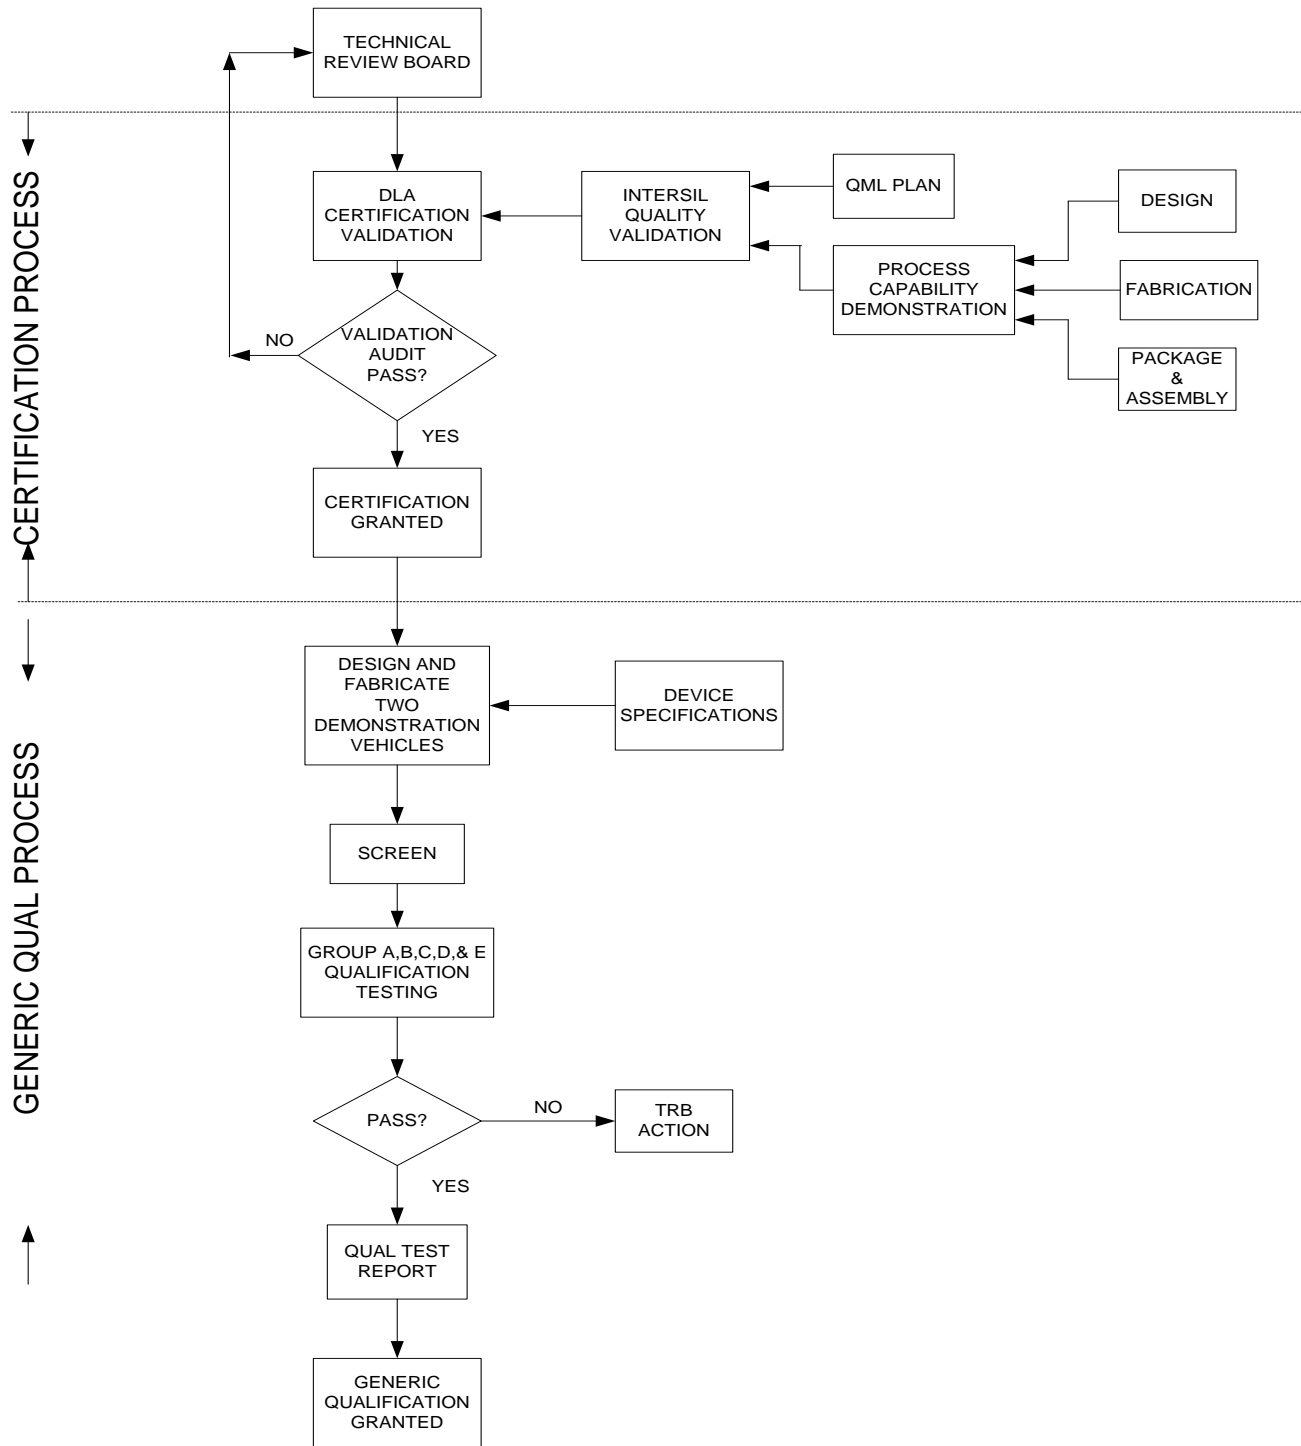 TECHNICAL
REVIEW BOARD
CERTIFICATION PROCESS
DLA
CERTIFICATION
VALIDATION
INTERSIL
QUALITY
VALIDATION
QML PLAN
DESIGN
PROCESS
CAPABILITY
DEMONSTRATION
FABRICATION
PACKAGE
&
ASSEMBLY
VALIDATION
AUDIT
PASS?
NO
YES
CERTIFICATION
GRANTED
GENERIC QUAL PROCESS
DESIGN AND
FABRICATE
TWO
DEMONSTRATION
VEHICLES
DEVICE
SPECIFICATIONS
SCREEN
GROUP A,B,C,D,& E
QUALIFICATION
TESTING
PASS?
NO
TRB
ACTION
YES
QUAL TEST
REPORT
GENERIC
QUALIFICATION
GRANTED